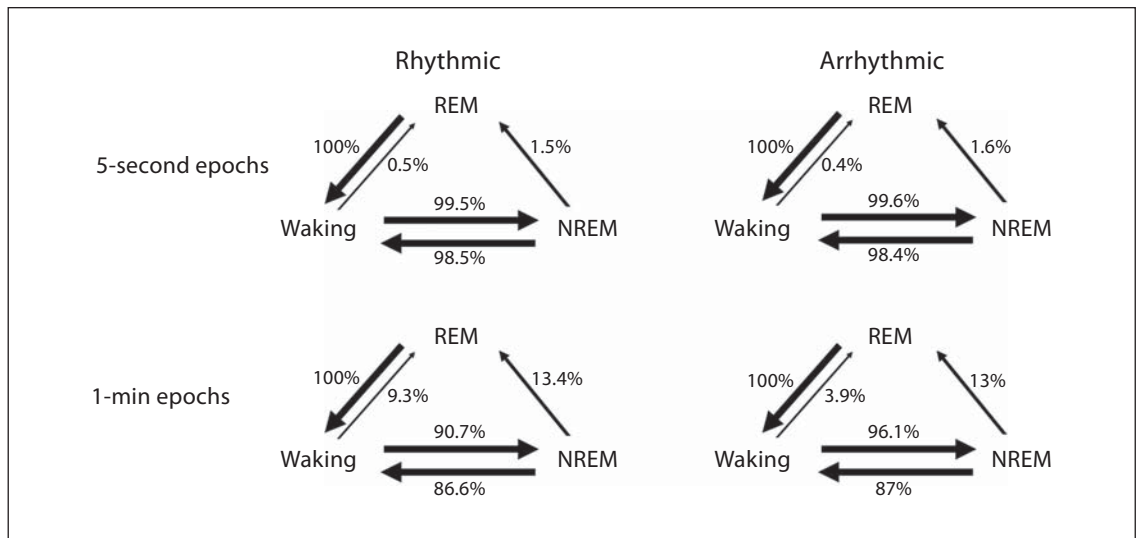 Rhythmic Arrhythmic
REM REM
100% 0.5% 1.5% 100% 0.4% 1.6%
5-second epochs
99.5% 99.6%
Waking NREM Waking NREM
98.5% 98.4%
REM REM
100% 9.3% 13.4% 100% 3.9% 13%
1-min epochs
90.7% 96.1%
Waking NREM Waking NREM
86.6% 87%